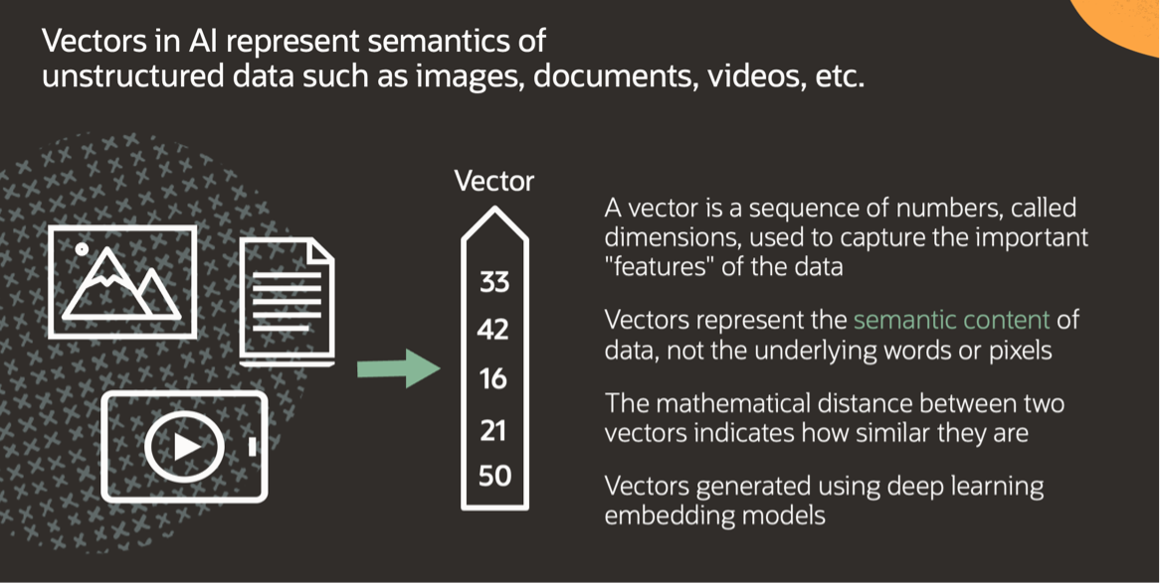 Vectors in AI represent semantics of
unstructured data such as images, documents, videos, etc.
Vector
33
42
16
21
50
A vector is a sequence of numbers, called
dimensions, used to capture the important
"features" of the data
Vectors represent the semantic content of
data, not the underlying words or pixels
The mathematical distance between two
vectors indicates how similar they are
Vectors generated using deep learning
embedding models